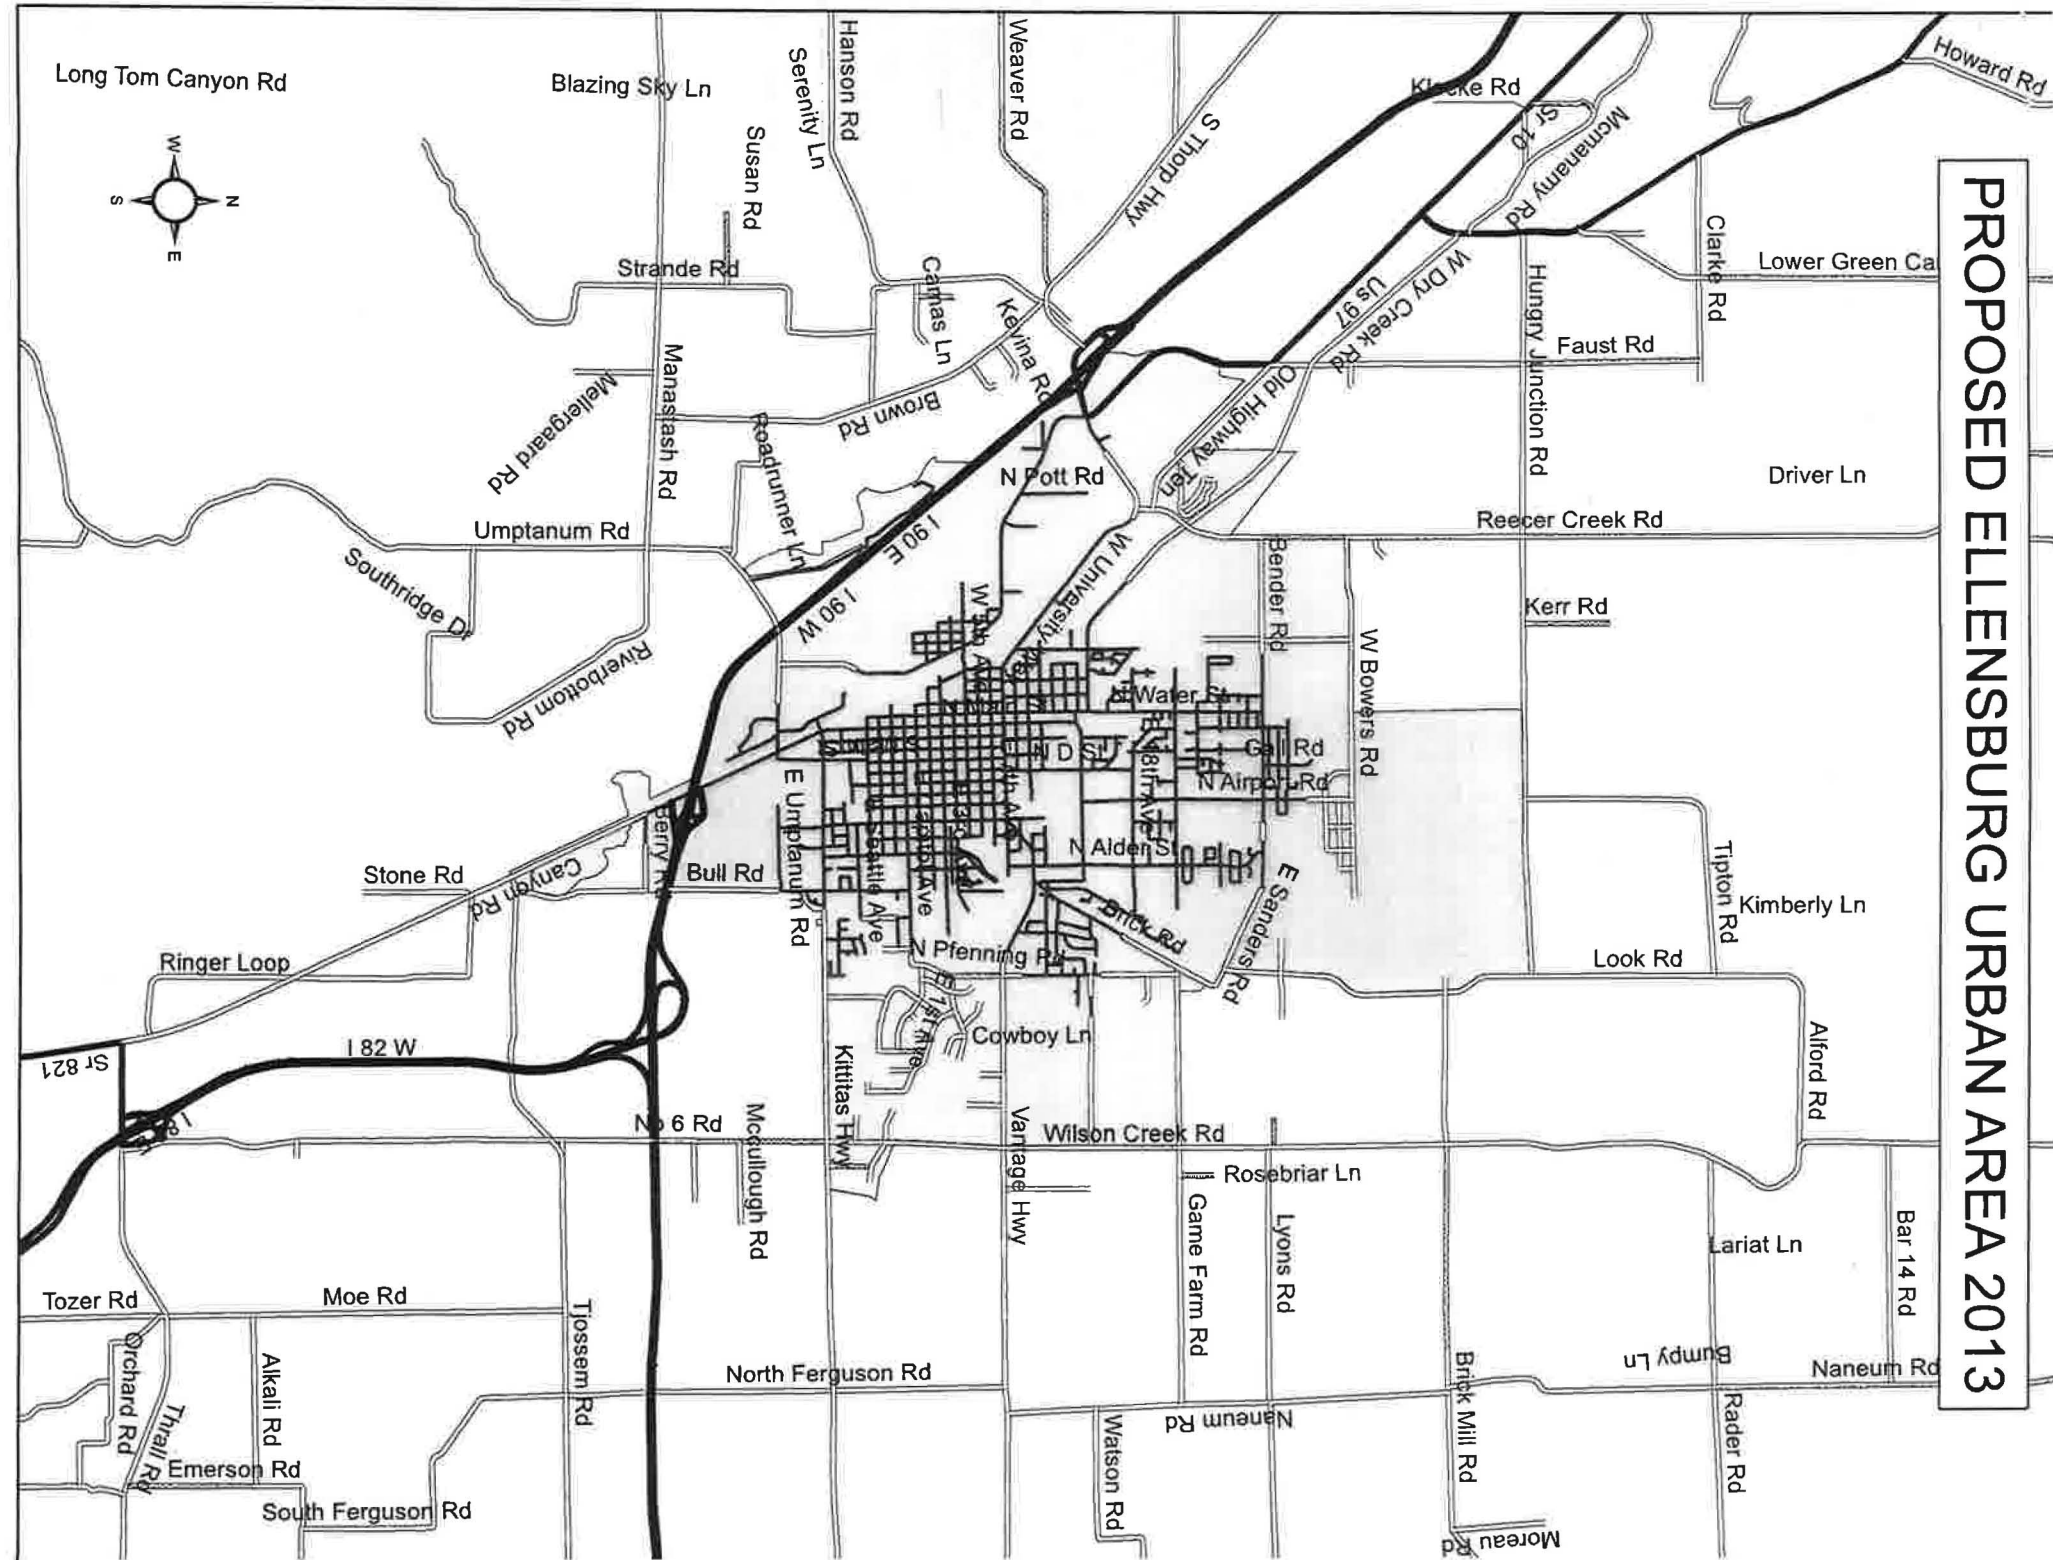 PROPOSED ELLENSBURG URBAN AREA 2013
Long Tom Canyon Rd
Blazing Sky Ln
Hanson Rd
Serenity Ln
Weaver Rd
Susan Rd
S Thorp Hwy
Klocke Rd
Sr 10
Mcmanamy Rd
Howard Rd
W
N
S
E
Strande Rd
Camas Ln
Kevina Rd
W Dry Creek Rd
Us 97
Hungry Junction Rd
Clarke Rd
Lower Green Ca
Faust Rd
Old Highway Ten
Mellergaard Rd
Manastash Rd
Brown Rd
Roadrunner Ln
N Pott Rd
Driver Ln
Umptanum Rd
I 90 E
Reecer Creek Rd
Southridge Dr
I 90 W
W University
Bender Rd
Kerr Rd
W 5th Ave
Riverbottom Rd
W Bowers Rd
N Water St
N D St
Gail Rd
N Airport Rd
E Umptanum Rd
Berry Rd
Bull Rd
N Alder St
Stone Rd
Canyon Rd
Seattle Ave
Brick Rd
E Sanders Rd
Tipton Rd
Kimberly Ln
N Pfenning Rd
Look Rd
Ringer Loop
E 1st Ave
Cowboy Ln
I 82 W
Sr 821
Kittitas Hwy
Alford Rd
No 6 Rd
Mccullough Rd
Vantage Hwy
Wilson Creek Rd
Rosebriar Ln
Game Farm Rd
Lyons Rd
Lariat Ln
Bar 14 Rd
Tozer Rd
Moe Rd
Tjossem Rd
Orchard Rd
Thrall Rd
Alkali Rd
North Ferguson Rd
Bumpy Ln
Naneum Rd
Naneum Rd
Brick Mill Rd
Rader Rd
Watson Rd
Emerson Rd
South Ferguson Rd
Moreau Rd